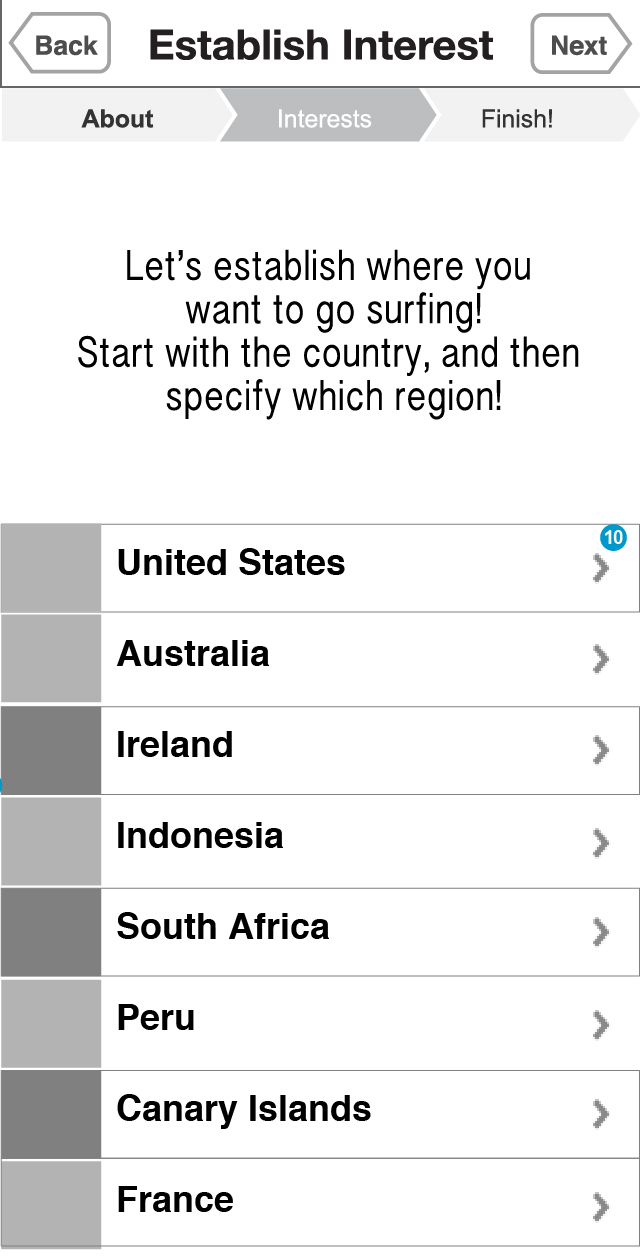 Back Establish Interest Next
About Interests Finish!
Let's establish where you
want to go surfing!
Start with the country, and then
specify which region!
10
United States
Australia
Ireland
Indonesia
South Africa
Peru
Canary Islands
France